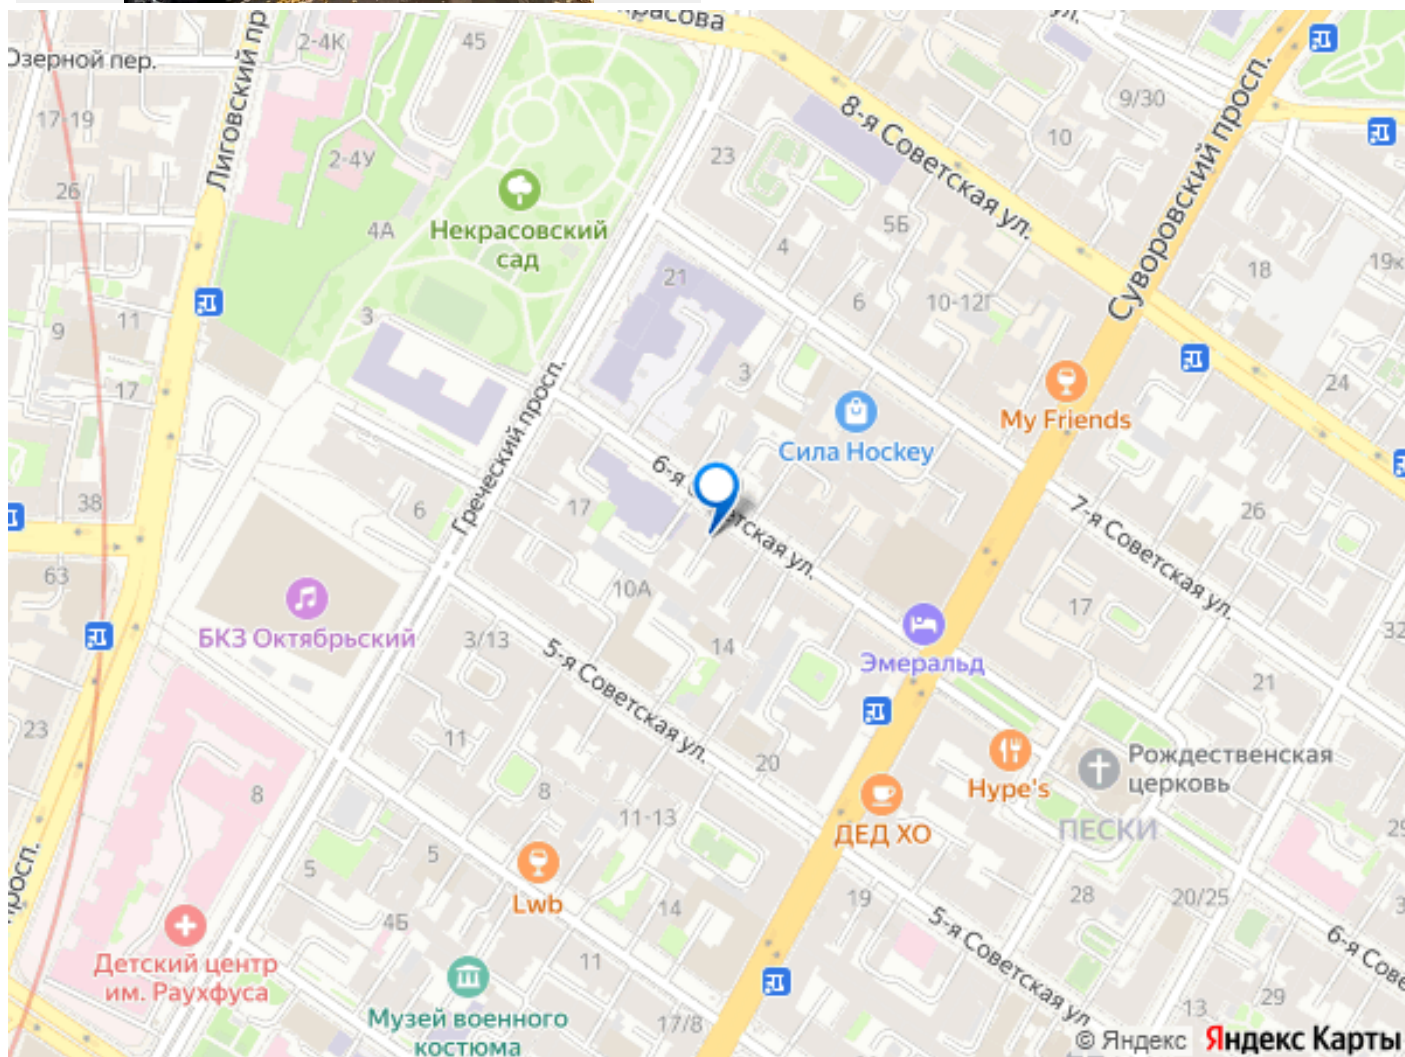 2-4К
45
Озерной пер.
Лиговский пр
17-19
2-4У
26
4А
Некрасовский
сад
23
8-я Советская ул.
9/30
10
Суворовский просп.
5Б
4
21
6
10-12Г
18
19к
9
11
3
17
Греческий просп.
3
My Friends
24
Сила Hockey
6-я
етская ул.
38
6
17
7-я Советская ул.
26
63
БКЗ Октябрьский
10А
3/13
14
5-я Советская ул.
Эмеральд
17
32
21
23
11
20
Рождественская
церковь
Hype's
ПЕСКИ
8
8
11-13
ДЕД ХО
29
просп.
5
5
Lwb
4Б
14
19
28
20/25
5-я Советская ул
6-я Сове
Детский центр
им. Раухфуса
11
Музей военного
костюма
17/8
13
29
© Яндекс
Яндекс Карты